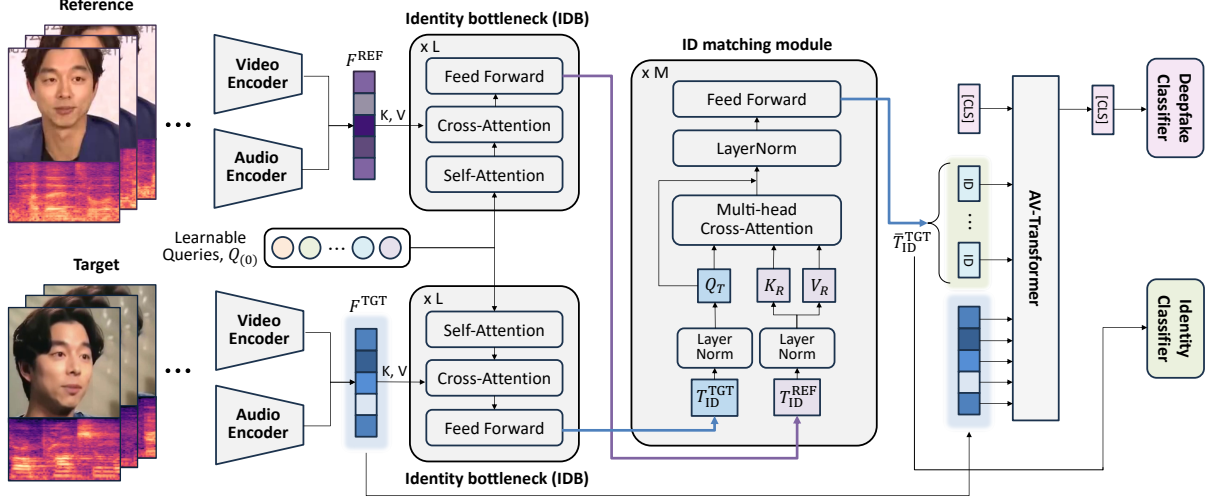 Reference
Video
Encoder
Audio
Encoder
F^REF
K, V
Identity bottleneck (IDB)
x L
Feed Forward
Cross-Attention
Self-Attention
Learnable
Queries, Q_(0)
...
Target
Video
Encoder
Audio
Encoder
F^TGT
K, V
x L
Self-Attention
Cross-Attention
Feed Forward
Identity bottleneck (IDB)
ID matching module
x M
Feed Forward
LayerNorm
Multi-head
Cross-Attention
Q_T
K_R
V_R
Layer
Norm
Layer
Norm
T_ID^TGT
T_ID^REF
T̄_ID^TGT
[CLS]
ID
...
ID
AV-Transformer
[CLS]
Deepfake
Classifier
Identity
Classifier